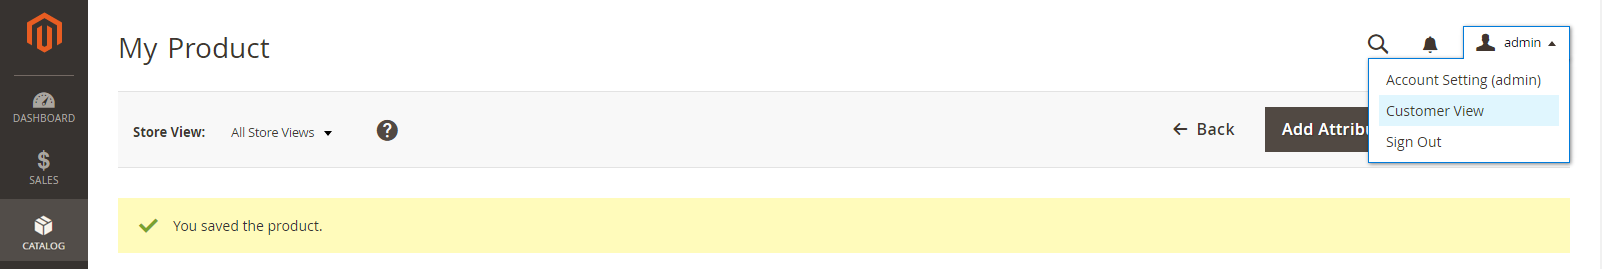 My Product
admin
Account Setting (admin)
Customer View
Sign Out
DASHBOARD
Store View: All Store Views ?
Back
Add Attribu
SALES
You saved the product.
CATALOG